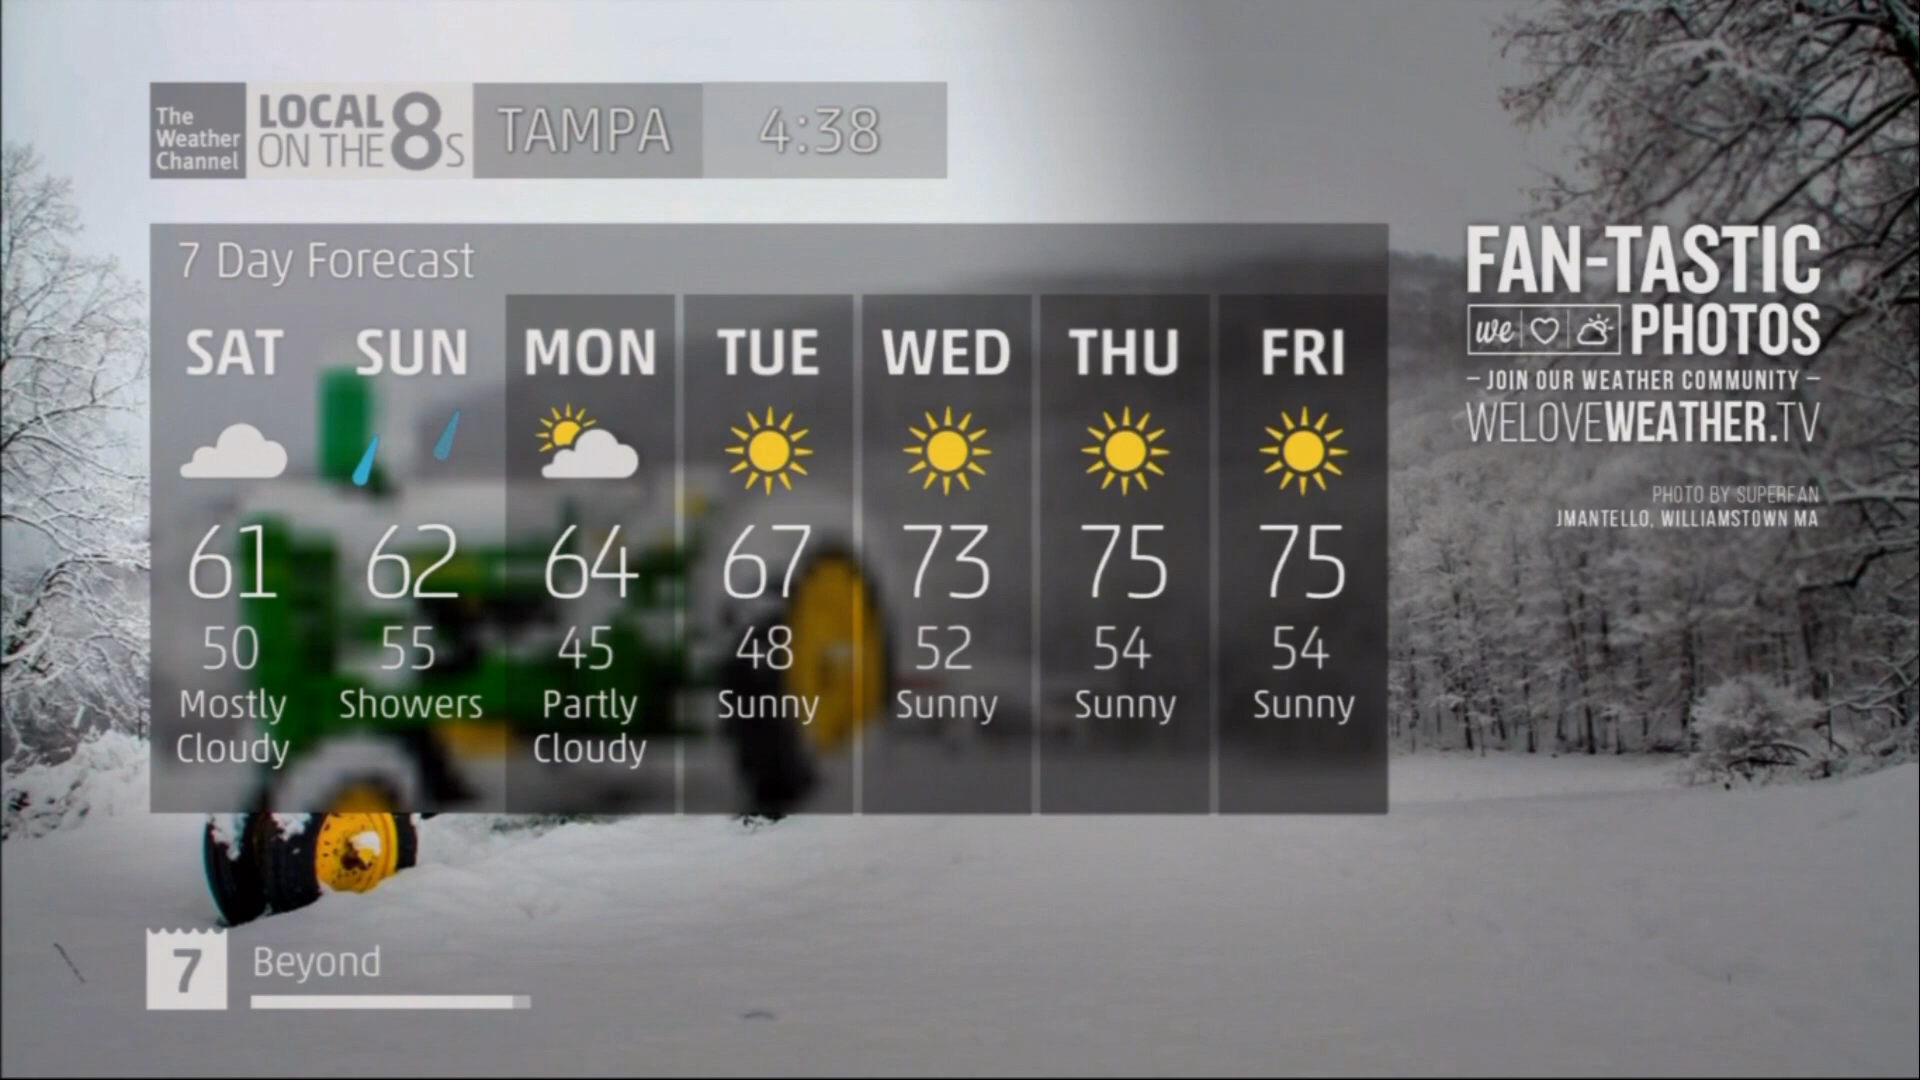 The
Weather
Channel
LOCAL
ON THE 8s
TAMPA
4:38
7 Day Forecast
SAT SUN MON TUE WED THU FRI
61 62 64 67 73 75 75
50 55 45 48 52 54 54
Mostly Showers Partly Sunny Sunny Sunny Sunny
Cloudy Cloudy
FAN-TASTIC
we PHOTOS
– JOIN OUR WEATHER COMMUNITY –
WELOVEWEATHER.TV
PHOTO BY SUPERFAN
JMANTELLO, WILLIAMSTOWN MA
7 Beyond